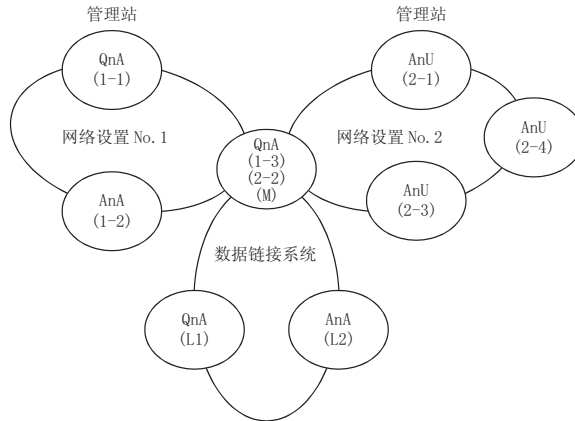 管理站
QnA
(1-1)
网络设置 No.1
AnA
(1-2)
QnA
(1-3)
(2-2)
(M)
管理站
AnU
(2-1)
网络设置 No.2
AnU
(2-4)
AnU
(2-3)
数据链接系统
QnA
(L1)
AnA
(L2)